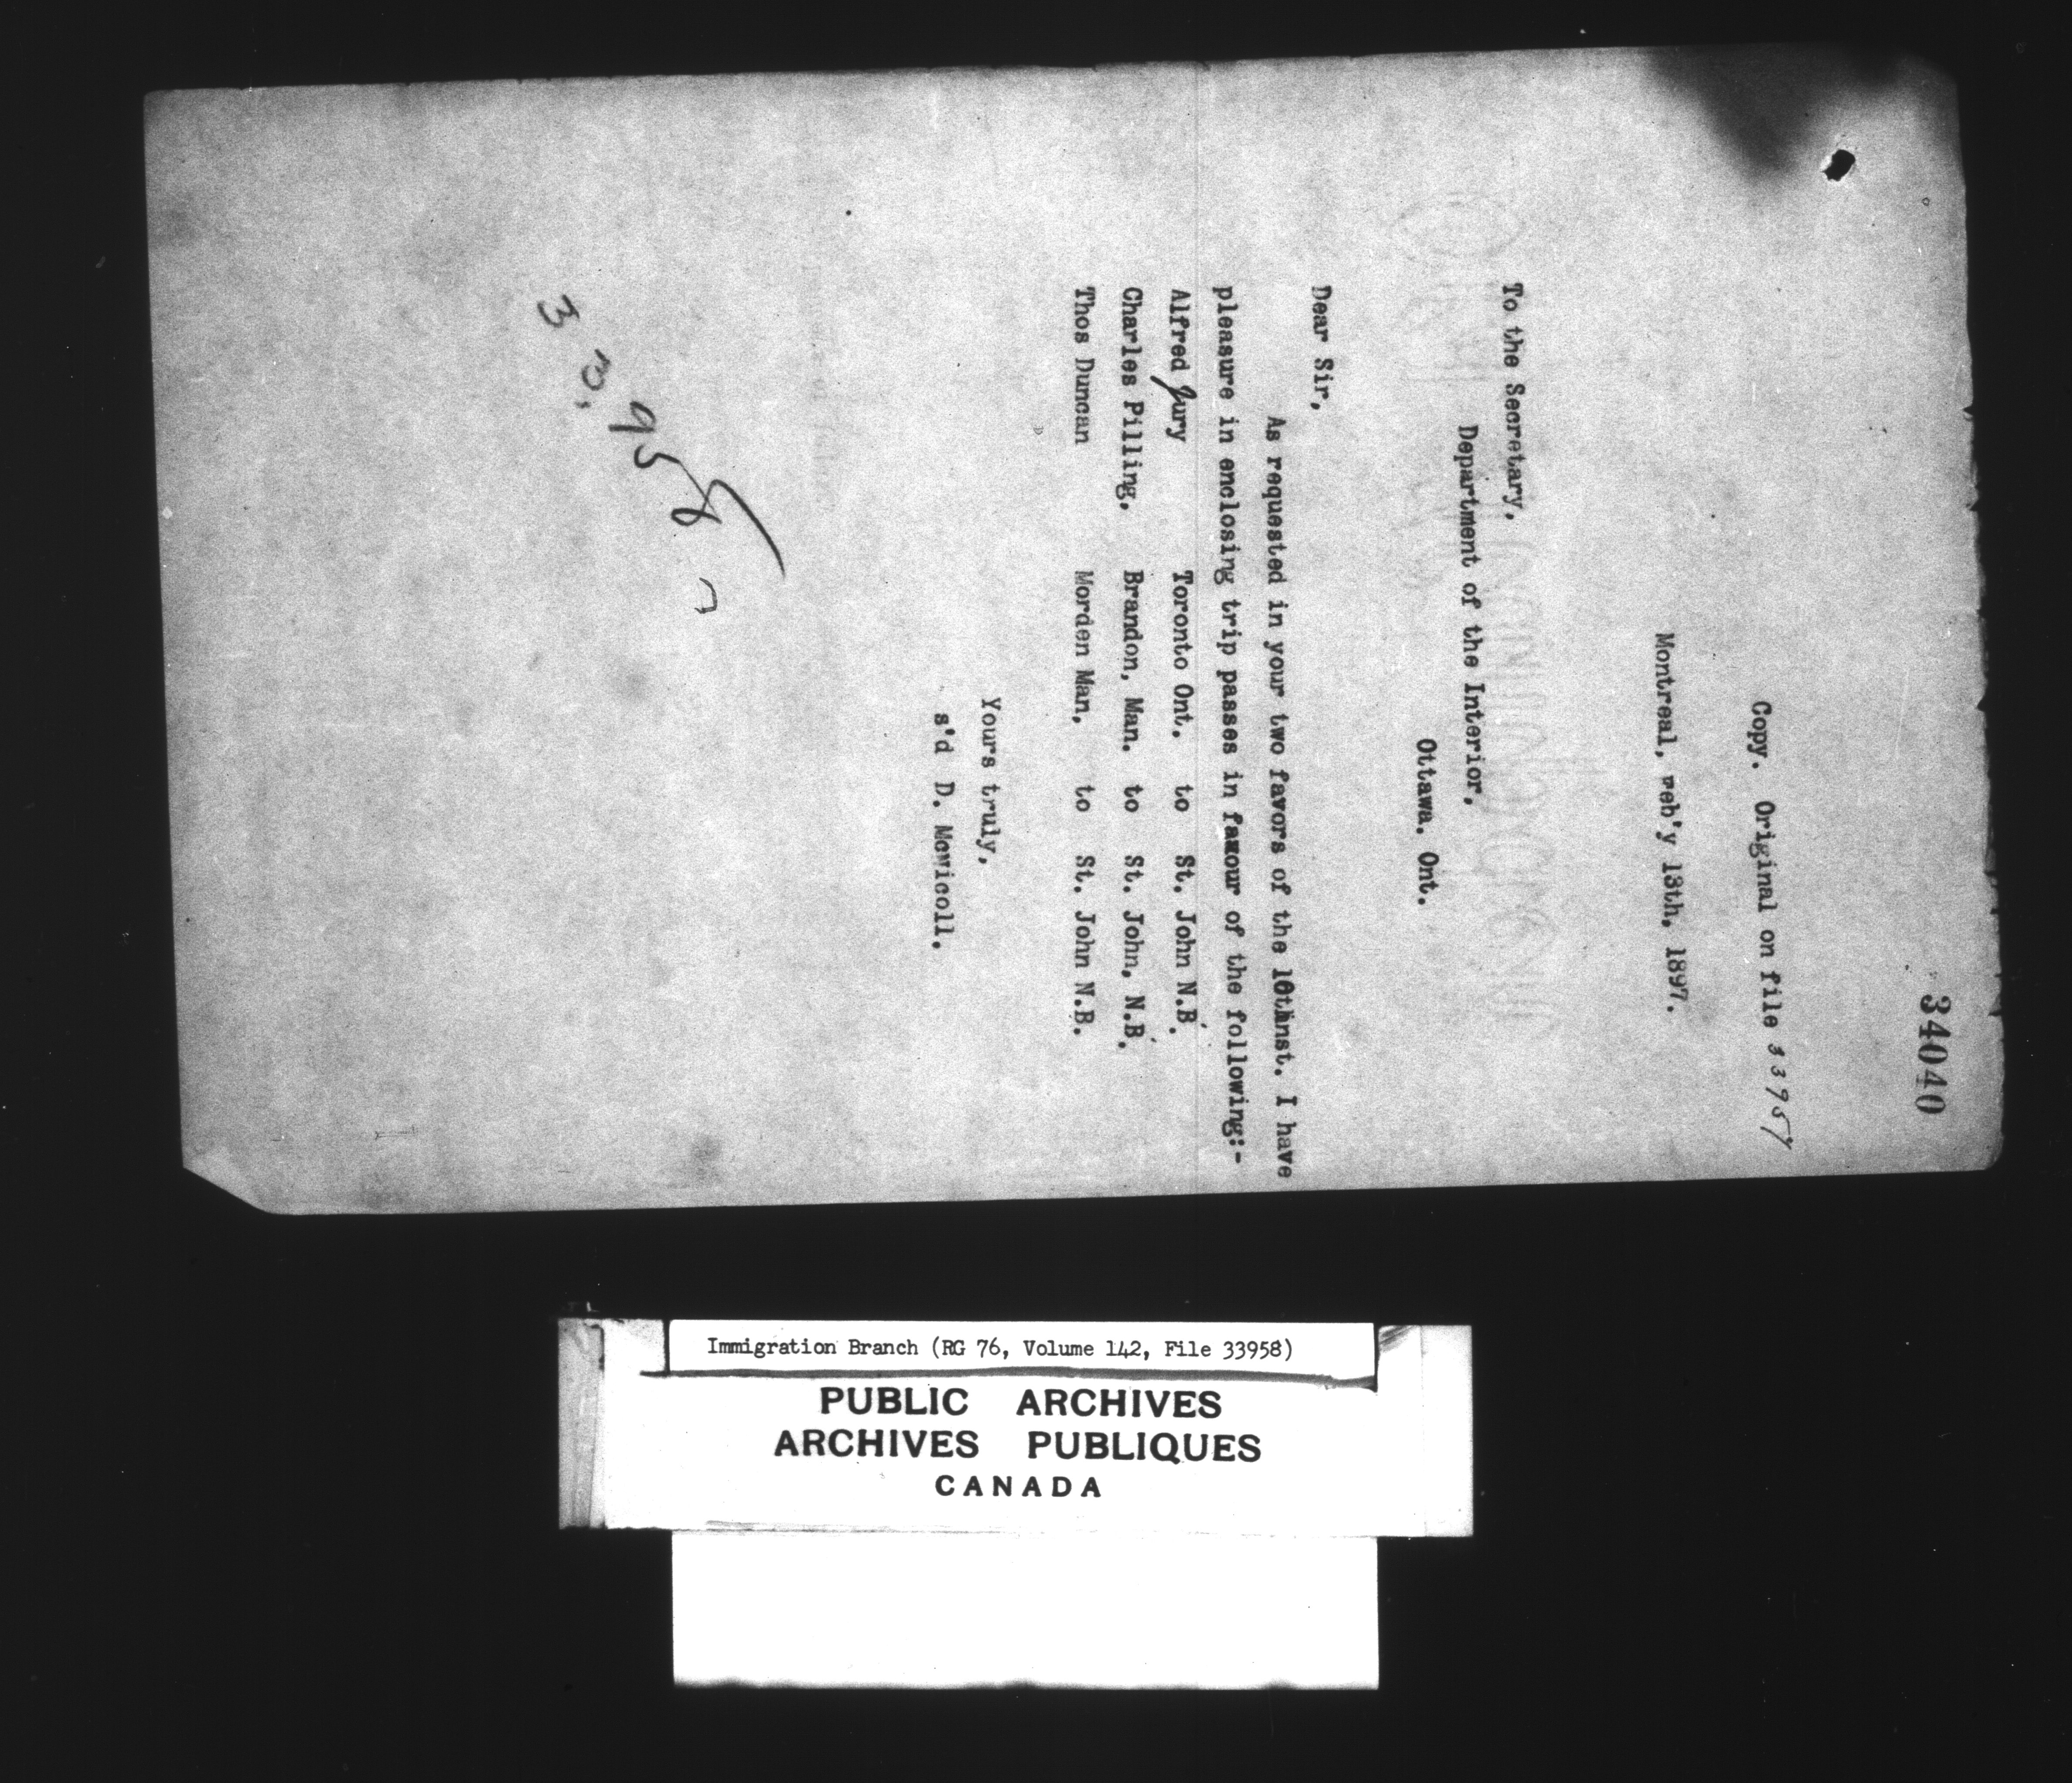 34040
Copy. Original on file 33957
Montreal, Feb'y 13th, 1897.
To the Secretary,
Department of the Interior,
Ottawa. Ont.
Dear Sir,
As requested in your two favors of the 10th inst. I have
pleasure in enclosing trip passes in favour of the following:-
Alfred Jury Toronto Ont. to St. John N.B.
Charles Pilling, Brandon, Man. to St. John, N.B.
Thos Duncan Morden Man, to St. John N.B.
Yours truly,
s'd D. McNicoll.
33,958
Immigration Branch (RG 76, Volume 142, File 33958)
PUBLIC ARCHIVES
ARCHIVES PUBLIQUES
CANADA